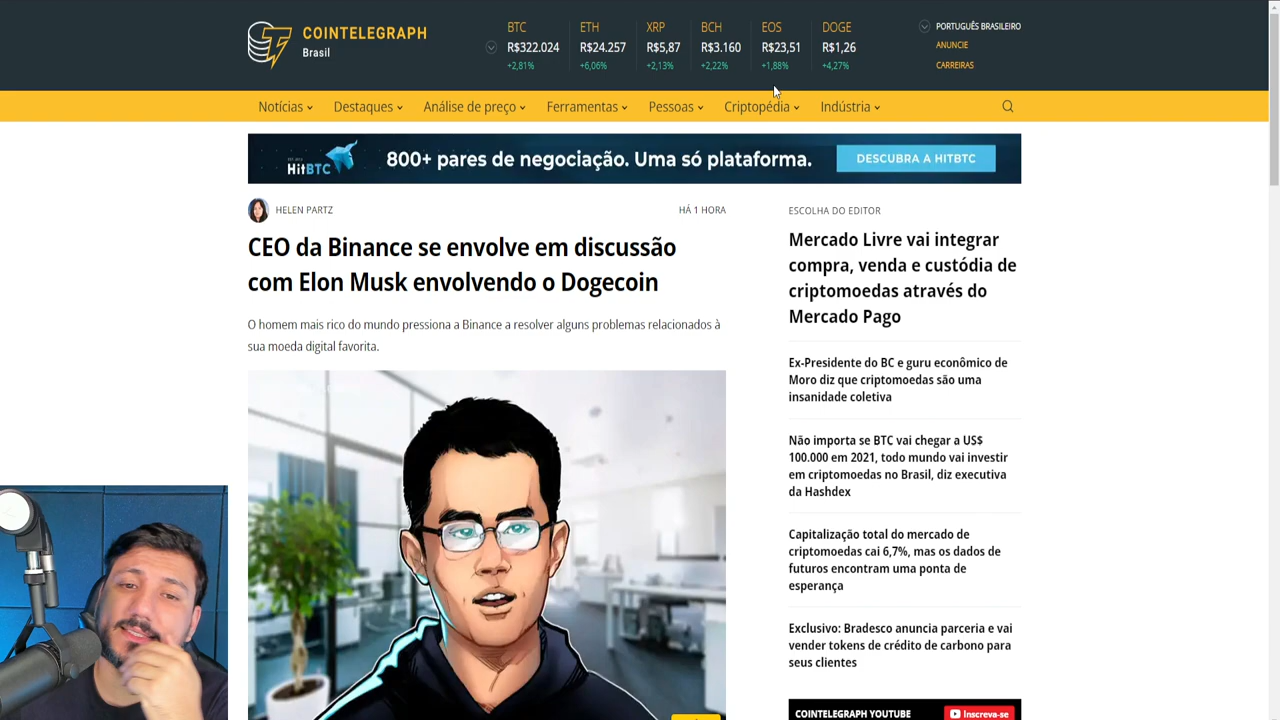 COINTELEGRAPH
Brasil
BTC
R$322.024
+2,81%
ETH
R$24.257
+6,06%
XRP
R$5,87
+2,13%
BCH
R$3.160
+2,22%
EOS
R$23,51
+1,88%
DOGE
R$1,26
+4,27%
PORTUGUÊS BRASILEIRO
ANUNCIE
CARREIRAS
Notícias
Destaques
Análise de preço
Ferramentas
Pessoas
Criptopédia
Indústria
HitBTC
800+ pares de negociação. Uma só plataforma.
DESCUBRA A HITBTC
HELEN PARTZ
HÁ 1 HORA
CEO da Binance se envolve em discussão
com Elon Musk envolvendo o Dogecoin
O homem mais rico do mundo pressiona a Binance a resolver alguns problemas relacionados à
sua moeda digital favorita.
ESCOLHA DO EDITOR
Mercado Livre vai integrar
compra, venda e custódia de
criptomoedas através do
Mercado Pago
Ex-Presidente do BC e guru econômico de
Moro diz que criptomoedas são uma
insanidade coletiva
Não importa se BTC vai chegar a US$
100.000 em 2021, todo mundo vai investir
em criptomoedas no Brasil, diz executiva
da Hashdex
Capitalização total do mercado de
criptomoedas cai 6,7%, mas os dados de
futuros encontram uma ponta de
esperança
Exclusivo: Bradesco anuncia parceria e vai
vender tokens de crédito de carbono para
seus clientes
COINTELEGRAPH YOUTUBE
Inscreva-se